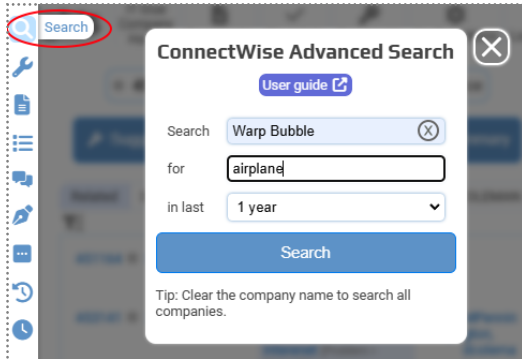 Search
ConnectWise Advanced Search
User guide
Search Warp Bubble
for airplane
in last 1 year
Search
Tip: Clear the company name to search all
companies.